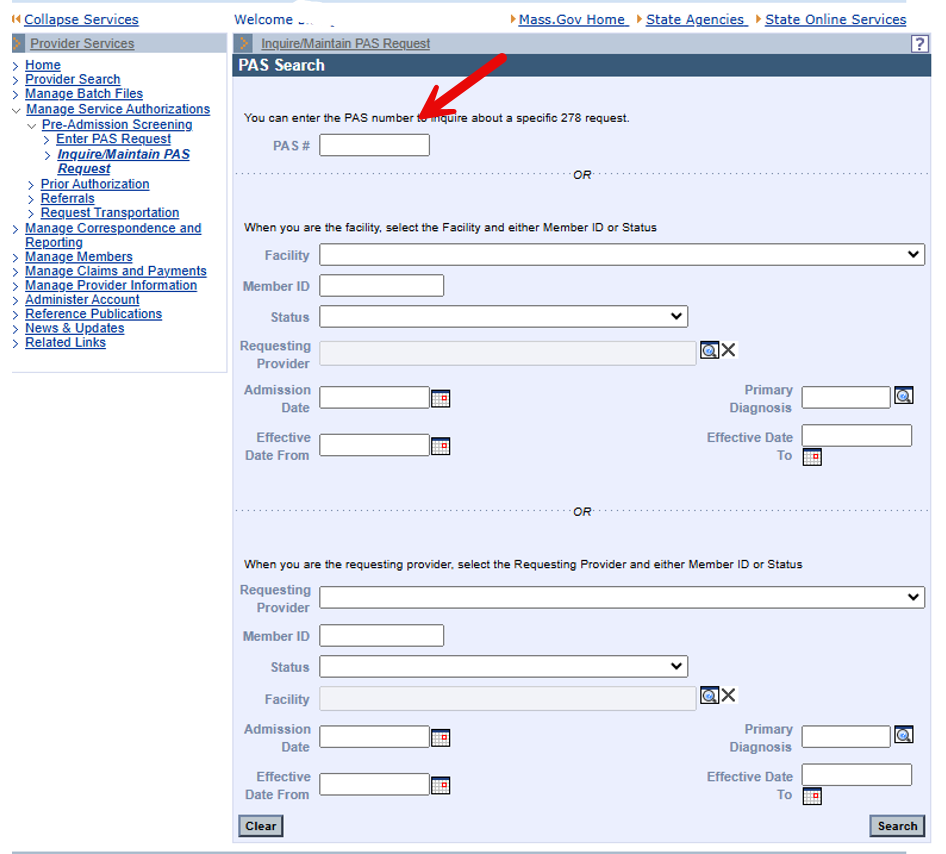 Collapse Services
Welcome
Mass.Gov Home State Agencies State Online Services
Provider Services
Home
Provider Search
Manage Batch Files
Manage Service Authorizations
Pre-Admission Screening
Enter PAS Request
Inquire/Maintain PAS
Request
Prior Authorization
Referrals
Request Transportation
Manage Correspondence and
Reporting
Manage Members
Manage Claims and Payments
Manage Provider Information
Administer Account
Reference Publications
News & Updates
Related Links
Inquire/Maintain PAS Request
?
PAS Search
You can enter the PAS number to inquire about a specific 278 request.
PAS #
OR
When you are the facility, select the Facility and either Member ID or Status
Facility
Member ID
Status
Requesting
Provider
Admission
Date
Primary
Diagnosis
Effective
Date From
Effective Date
To
OR
When you are the requesting provider, select the Requesting Provider and either Member ID or Status
Requesting
Provider
Member ID
Status
Facility
Admission
Date
Primary
Diagnosis
Effective
Date From
Effective Date
To
Clear
Search